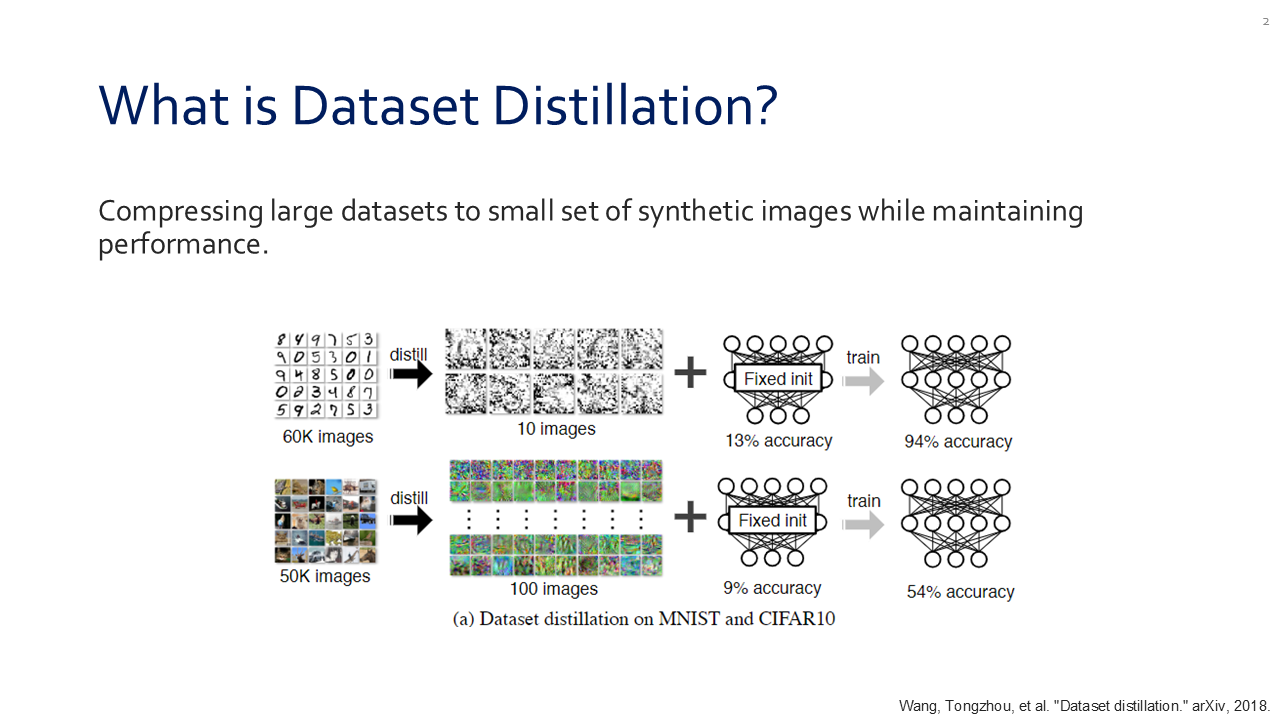 2
What is Dataset Distillation?
Compressing large datasets to small set of synthetic images while maintaining
performance.
8 4 9 7 5 3
9 0 5 3 0 1
9 4 8 5 0 0
0 2 3 4 8 7
5 9 2 7 5 3
60K images
distill
10 images
Fixed init
13% accuracy
train
94% accuracy
50K images
distill
100 images
Fixed init
9% accuracy
train
54% accuracy
(a) Dataset distillation on MNIST and CIFAR10
Wang, Tongzhou, et al. "Dataset distillation." arXiv, 2018.